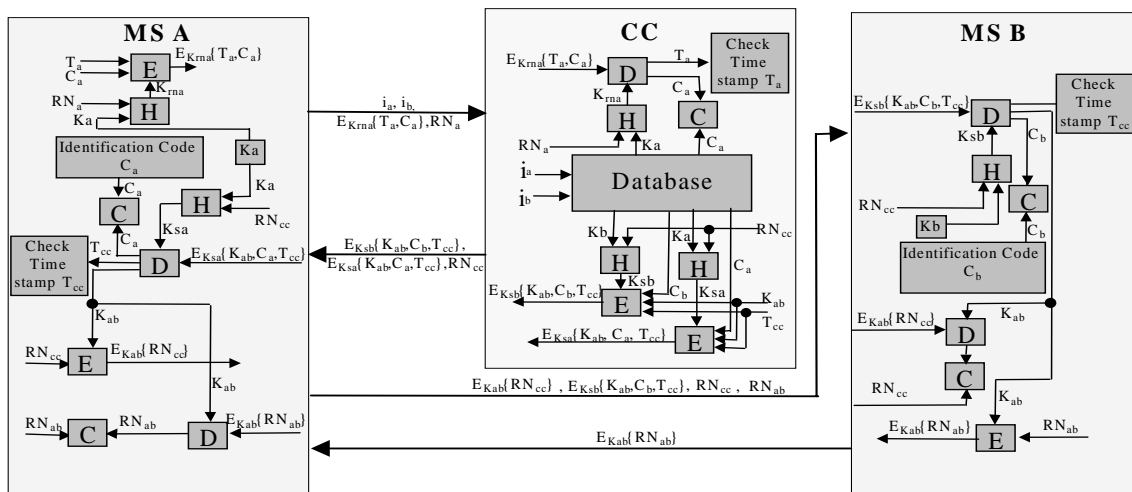 MS A
T_a
C_a
E
E_Krna{T_a,C_a}
K_rna
RN_a
H
Ka
Identification Code
C_a
Ka
C_a
Ka
C
H
RN_cc
Ksa
C_a
Check
Time
stamp T_cc
T_cc
D
E_Ksa{K_ab,C_a,T_cc}
K_ab
RN_cc
E
E_Kab{RN_cc}
K_ab
RN_ab
C
RN_ab
D
E_Kab{RN_ab}
i_a, i_b,
E_Krna{T_a,C_a},RN_a
E_Ksb{K_ab,C_b,T_cc},
E_Ksa{K_ab,C_a,T_cc},RN_cc
E_Kab{RN_cc} , E_Ksb{K_ab,C_b,T_cc}, RN_cc , RN_ab
E_Kab{RN_ab}
CC
E_Krna{T_a,C_a}
D
T_a
Check
Time
stamp T_a
K_rna
C_a
H
C
RN_a
Ka
C_a
i_a
Database
i_b
Kb
Ka
RN_cc
H
H
C_a
Ksb
E_Ksb{K_ab,C_b,T_cc}
E
C_b
Ksa
K_ab
T_cc
E_Ksa{K_ab, C_a, T_cc}
E
MS B
E_Ksb{K_ab,C_b,T_cc}
D
Check
Time
stamp T_cc
Ksb
C_b
H
C
RN_cc
Kb
C_b
Identification Code
C_b
E_Kab{RN_cc}
K_ab
D
C
RN_cc
K_ab
E_Kab{RN_ab}
E
RN_ab